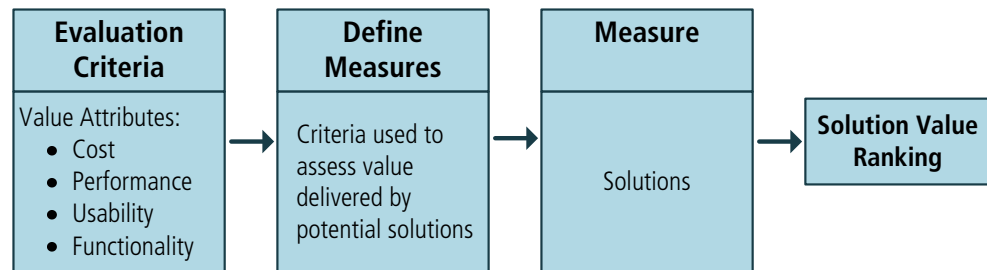 Evaluation
Criteria
Value Attributes:
• Cost
• Performance
• Usability
• Functionality
Define
Measures
Criteria used to
assess value
delivered by
potential solutions
Measure
Solutions
Solution Value
Ranking